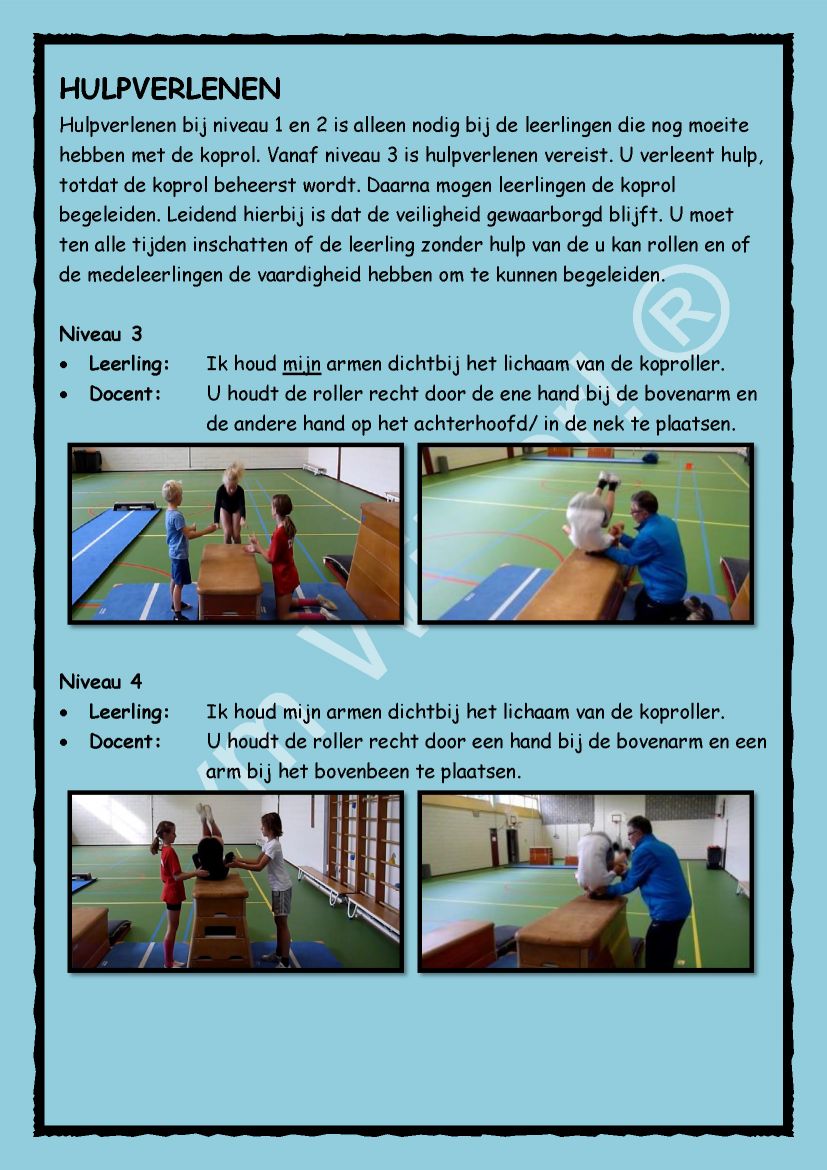 HULPVERLENEN
Hulpverlenen bij niveau 1 en 2 is alleen nodig bij de leerlingen die nog moeite
hebben met de koprol. Vanaf niveau 3 is hulpverlenen vereist. U verleent hulp,
totdat de koprol beheerst wordt. Daarna mogen leerlingen de koprol
begeleiden. Leidend hierbij is dat de veiligheid gewaarborgd blijft. U moet
ten alle tijden inschatten of de leerling zonder hulp van de u kan rollen en of
de medeleerlingen de vaardigheid hebben om te kunnen begeleiden.
Niveau 3
• Leerling: Ik houd mijn armen dichtbij het lichaam van de koproller.
• Docent: U houdt de roller recht door de ene hand bij de bovenarm en
de andere hand op het achterhoofd/ in de nek te plaatsen.
Niveau 4
• Leerling: Ik houd mijn armen dichtbij het lichaam van de koproller.
• Docent: U houdt de roller recht door een hand bij de bovenarm en een
arm bij het bovenbeen te plaatsen.